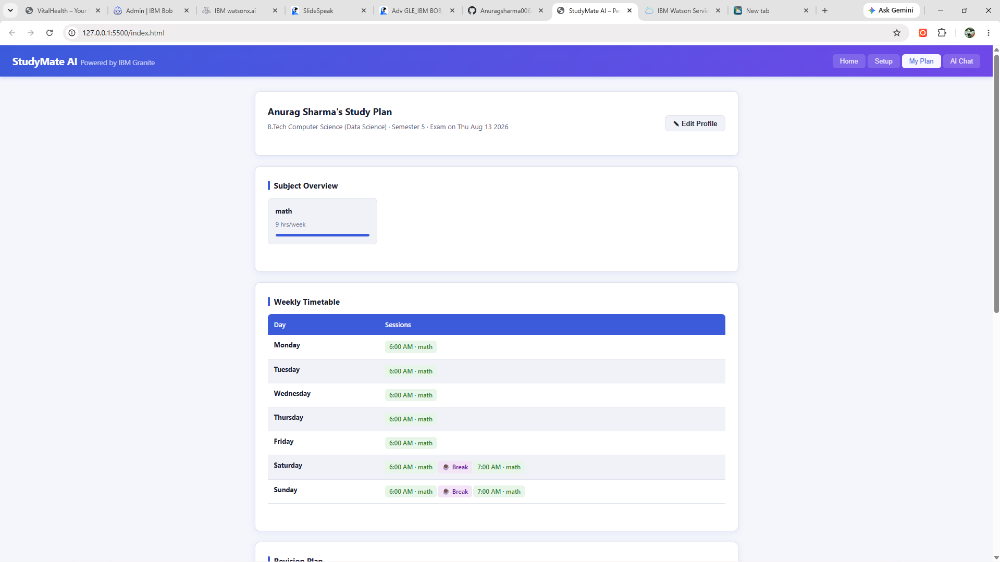 VitalHealth – Your
Admin | IBM Bob
IBM watsonx.ai
SlideSpeak
Adv GLE_IBM BOB_
Anuragsharma006
StudyMate AI – Pe
IBM Watson Servic
New tab
Ask Gemini
127.0.0.1:5500/index.html
StudyMate AI Powered by IBM Granite
Home
Setup
My Plan
AI Chat
Anurag Sharma's Study Plan
B.Tech Computer Science (Data Science) · Semester 5 · Exam on Thu Aug 13 2026
Edit Profile
Subject Overview
math
9 hrs/week
Weekly Timetable
Day Sessions
Monday 6:00 AM · math
Tuesday 6:00 AM · math
Wednesday 6:00 AM · math
Thursday 6:00 AM · math
Friday 6:00 AM · math
Saturday 6:00 AM · math Break 7:00 AM · math
Sunday 6:00 AM · math Break 7:00 AM · math
Revision Plan